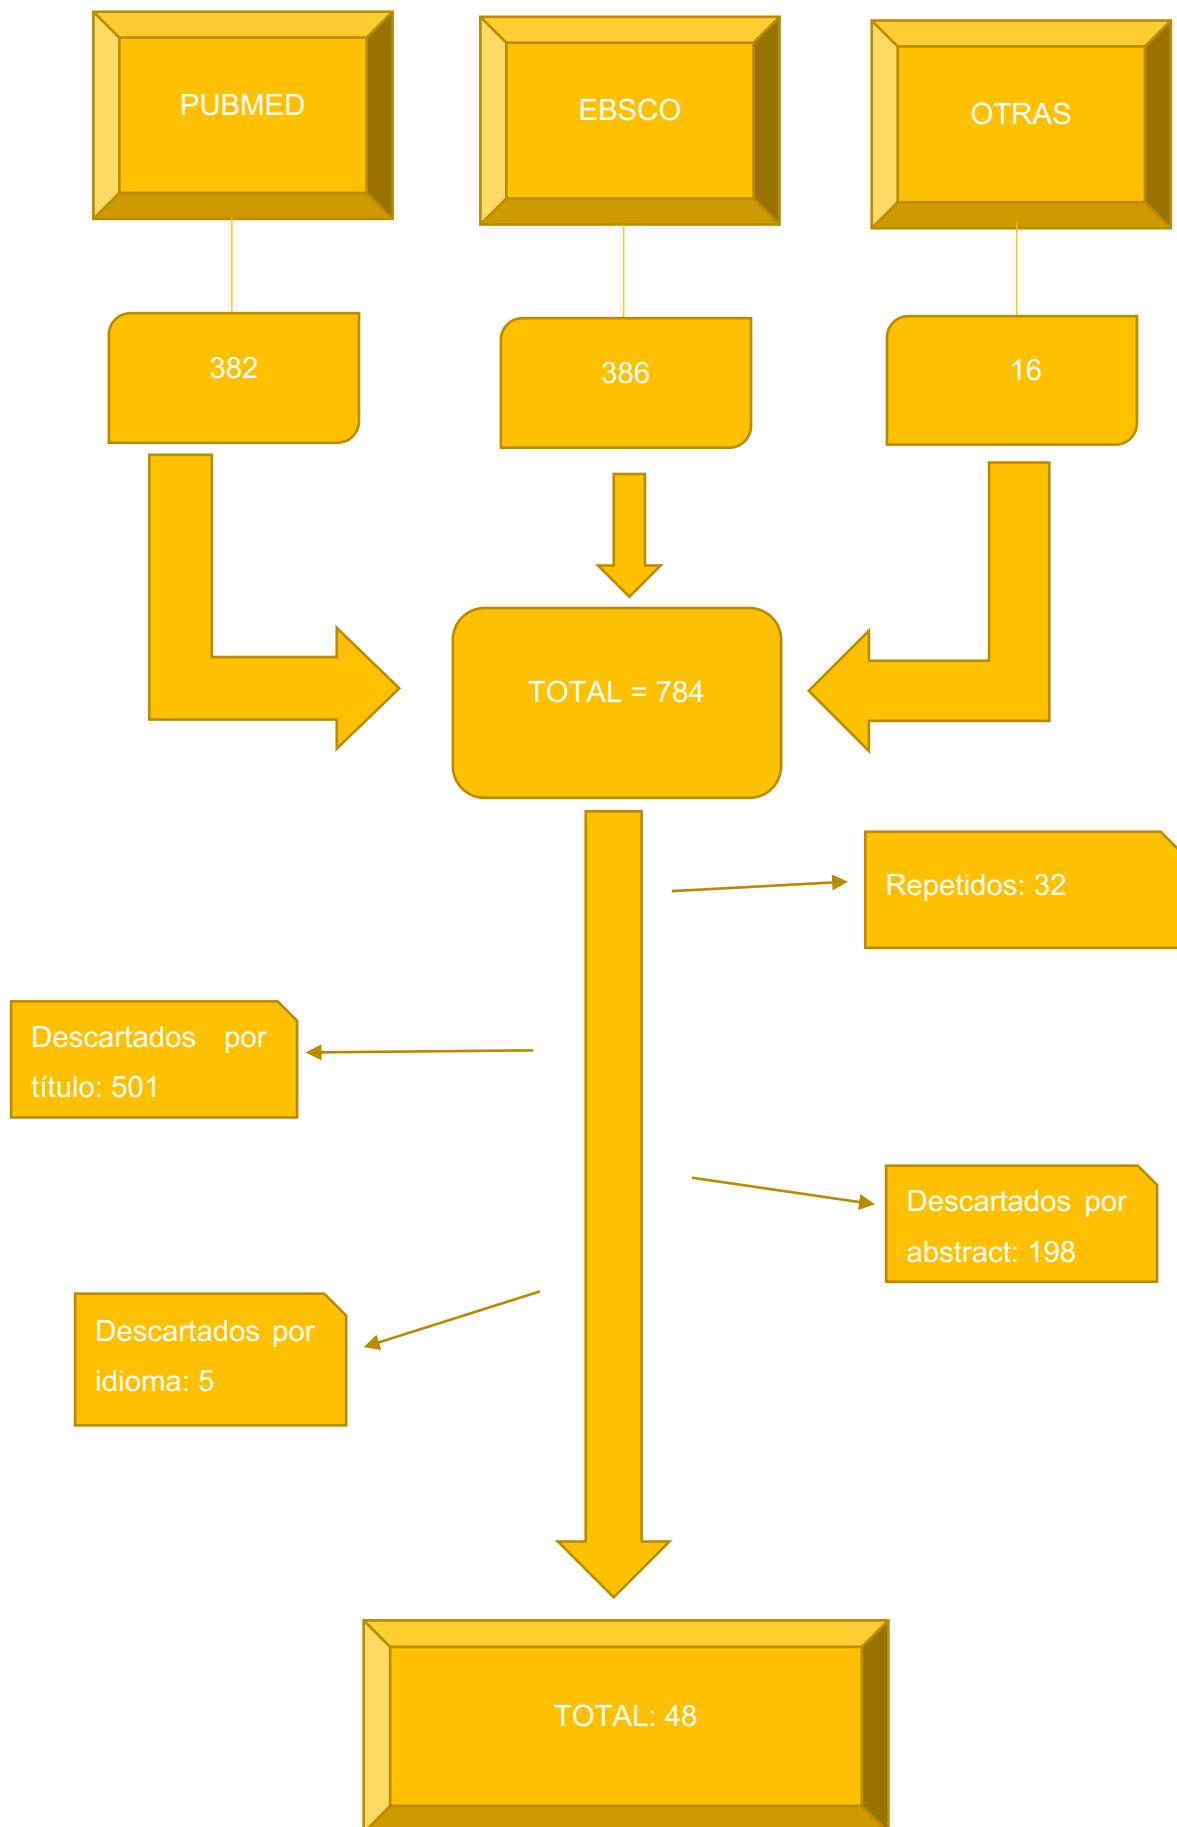 PUBMED
EBSCO
OTRAS
382
386
16
TOTAL = 784
Repetidos: 32
Descartados por
título: 501
Descartados por
abstract: 198
Descartados por
idioma: 5
TOTAL: 48